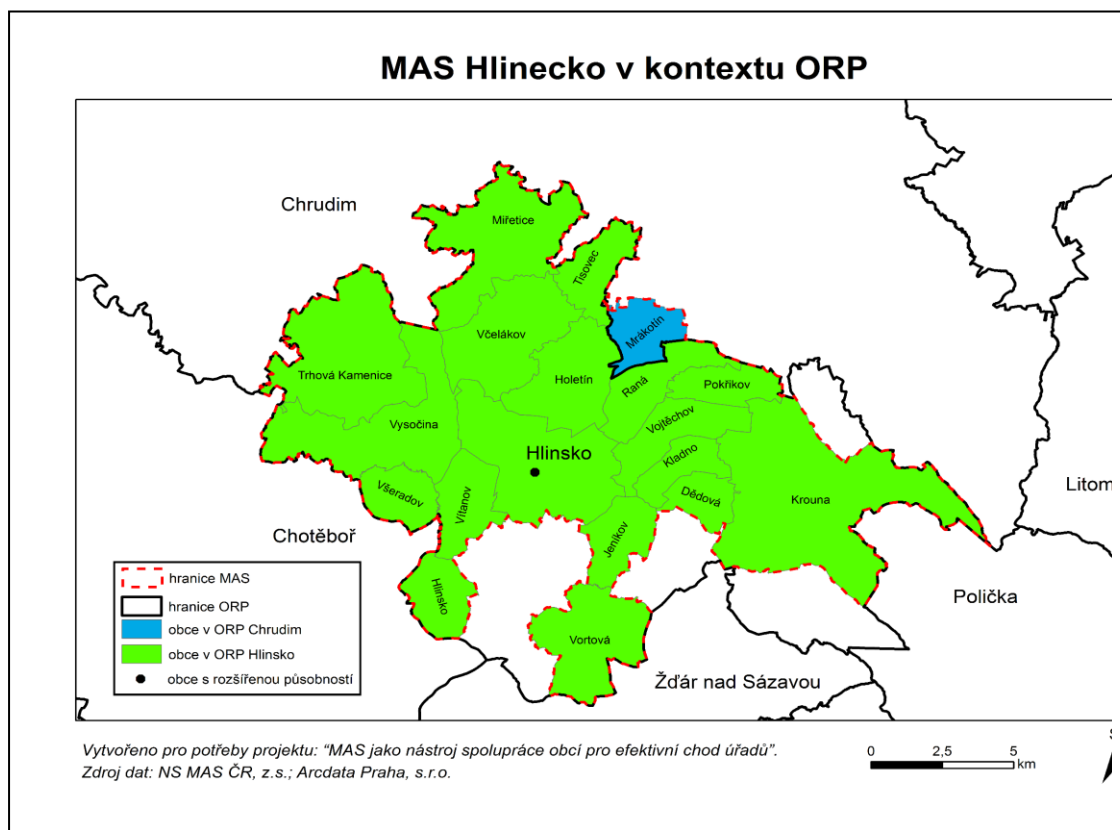 MAS Hlinecko v kontextu ORP
Chrudim
Miřetice
Tisovec
Mrákotín
Včelákov
Trhová Kamenice
Holetín
Raná
Pokřikov
Vysočina
Vojtěchov
Hlinsko
Kladno
Všeradov
Vítanov
Dědová
Krouna
Litom
Chotěboř
Jeníkov
Hlinsko
Polička
Vortová
Žďár nad Sázavou
hranice MAS
hranice ORP
obce v ORP Chrudim
obce v ORP Hlinsko
obce s rozšířenou působností
Vytvořeno pro potřeby projektu: "MAS jako nástroj spolupráce obcí pro efektivní chod úřadů".
Zdroj dat: NS MAS ČR, z.s.; Arcdata Praha, s.r.o.
0 2,5 5
km